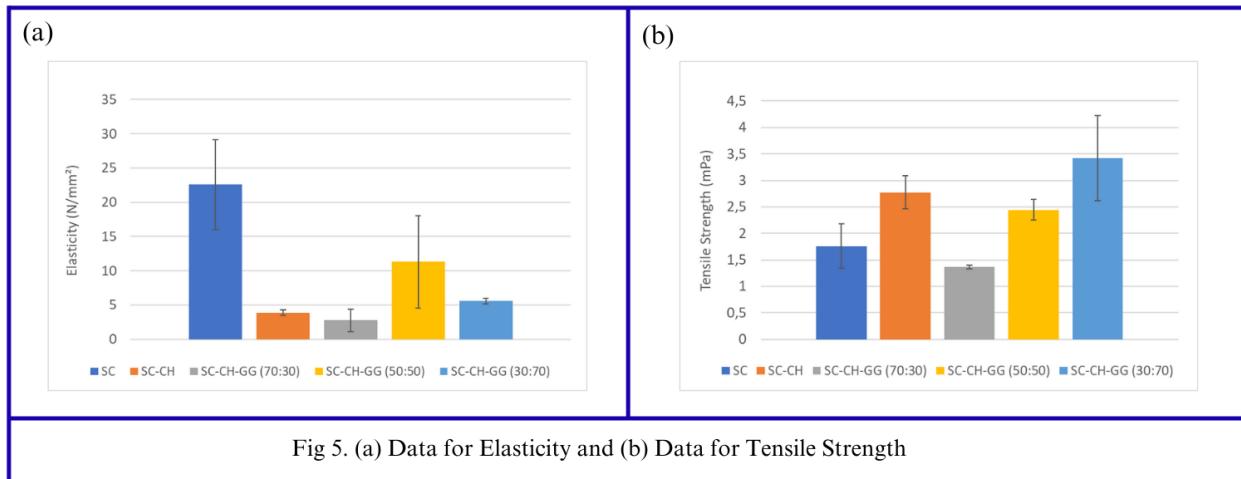 (a)
Elasticity (N/mm²)
35
30
25
20
15
10
5
0
SC SC-CH SC-CH-GG (70:30) SC-CH-GG (50:50) SC-CH-GG (30:70)
(b)
Tensile Strength (mPa)
4,5
4
3,5
3
2,5
2
1,5
1
0,5
0
SC SC-CH SC-CH-GG (70:30) SC-CH-GG (50:50) SC-CH-GG (30:70)
Fig 5. (a) Data for Elasticity and (b) Data for Tensile Strength